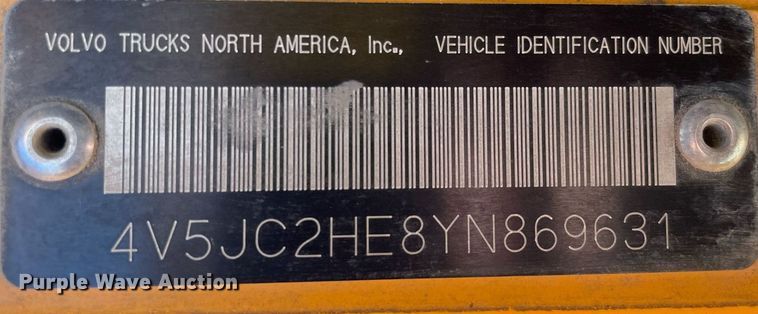 VOLVO TRUCKS NORTH AMERICA, Inc., VEHICLE IDENTIFICATION NUMBER
4V5JC2HE8YN869631
Purple Wave Auction